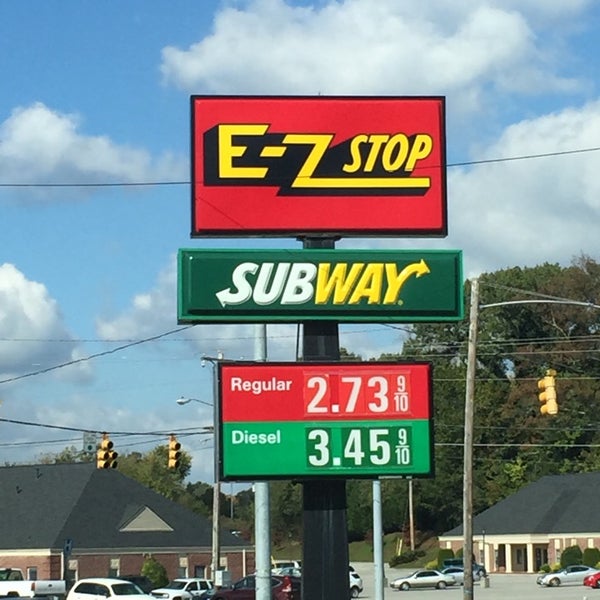 E-Z STOP
SUBWAY
Regular 2.73 9/10
Diesel 3.45 9/10